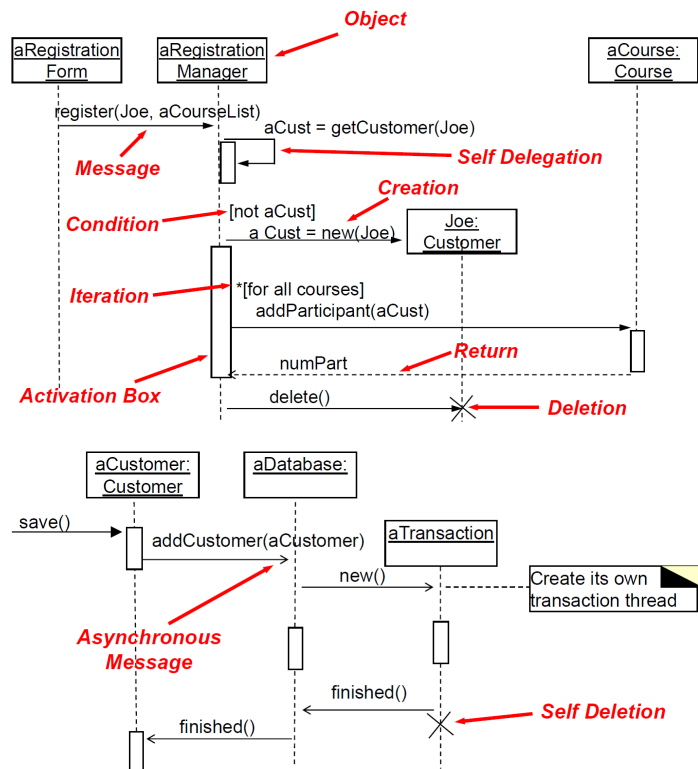 Object
aRegistration
Form
aRegistration
Manager
aCourse:
Course
register(Joe, aCourseList)
aCust = getCustomer(Joe)
Message
Self Delegation
Creation
Condition
[not aCust]
a Cust = new(Joe)
Joe:
Customer
Iteration
*[for all courses]
addParticipant(aCust)
numPart
Return
Activation Box
delete()
Deletion
aCustomer:
Customer
aDatabase:
save()
addCustomer(aCustomer)
aTransaction
new()
Create its own
transaction thread
Asynchronous
Message
finished()
Self Deletion
finished()